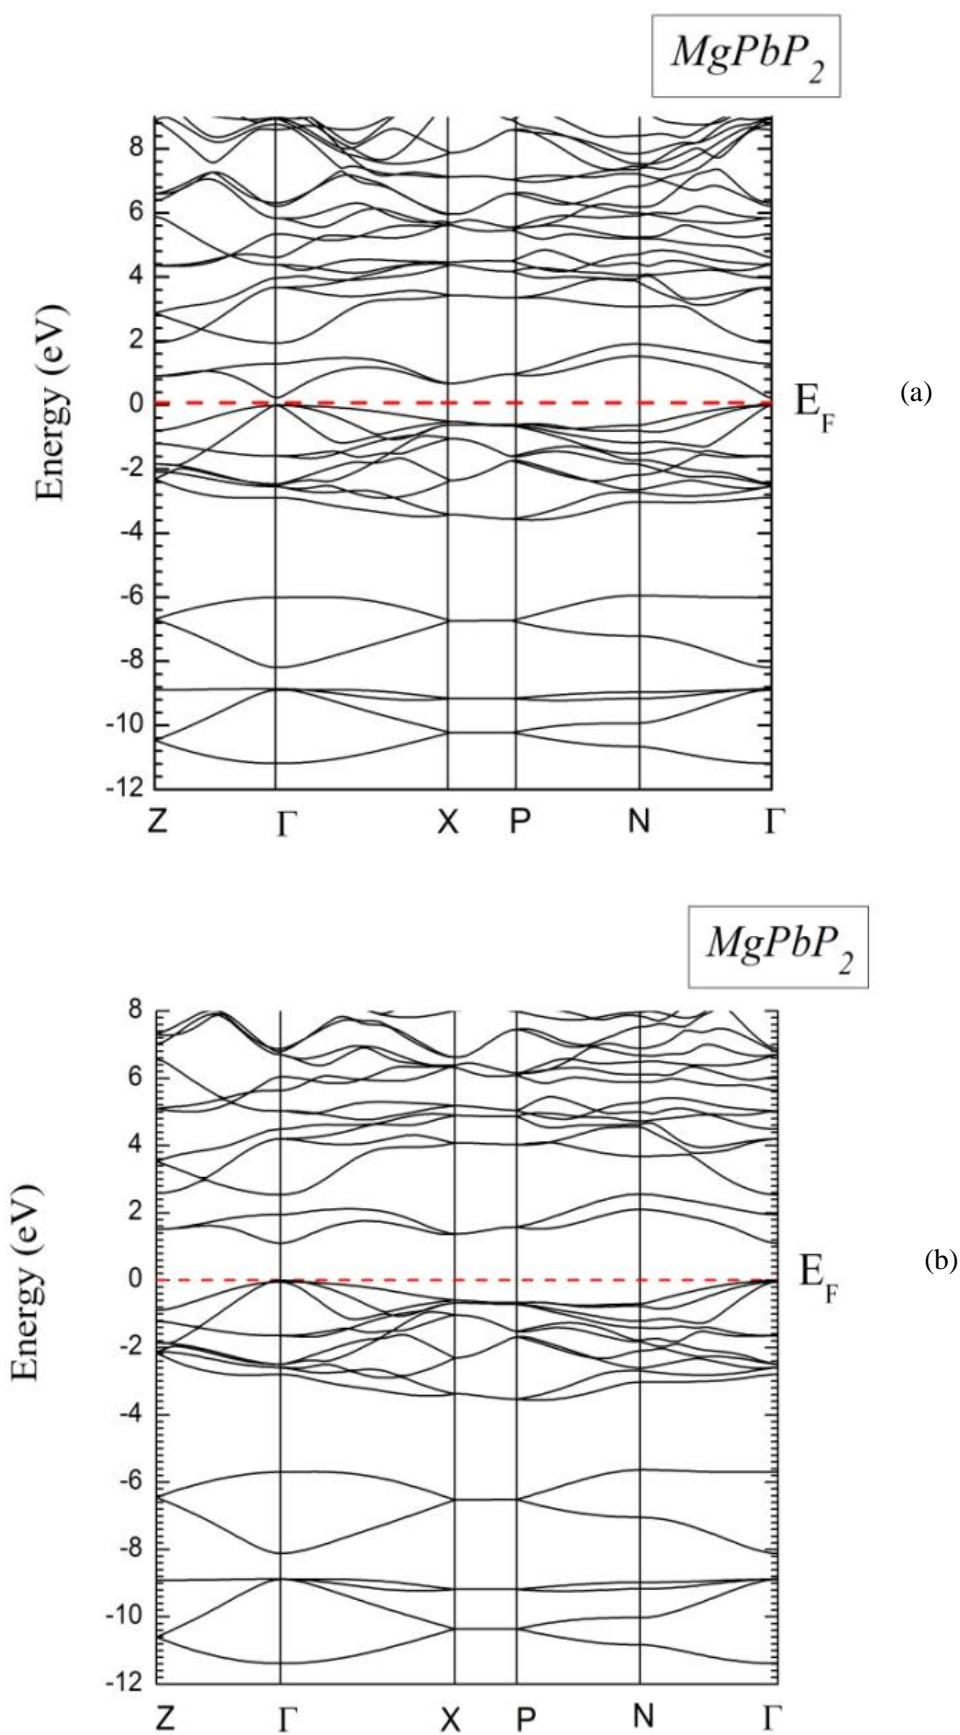 MgPbP2
8
6
4
2
0
-2
-4
-6
-8
-10
-12
Energy (eV)
EF
(a)
Z Γ X P N Γ
MgPbP2
8
6
4
2
0
-2
-4
-6
-8
-10
-12
Energy (eV)
EF
(b)
Z Γ X P N Γ